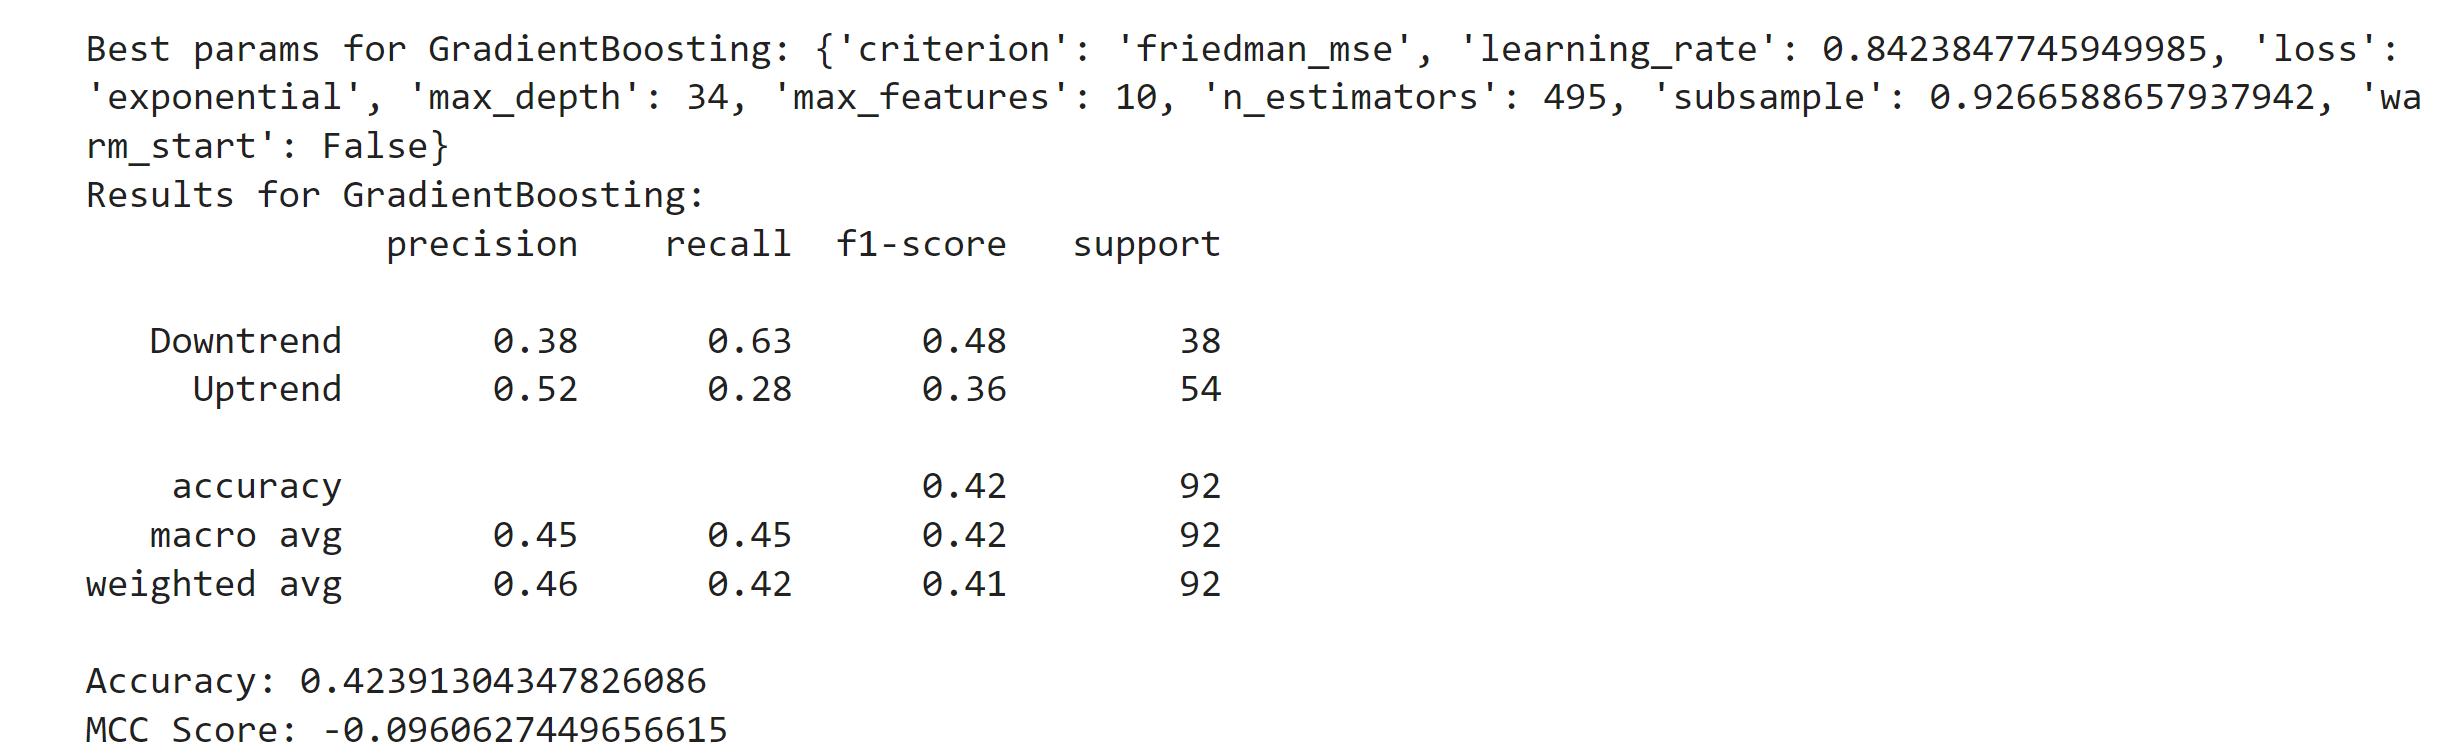 Best params for GradientBoosting: {'criterion': 'friedman_mse', 'learning_rate': 0.8423847745949985, 'loss':
'exponential', 'max_depth': 34, 'max_features': 10, 'n_estimators': 495, 'subsample': 0.9266588657937942, 'wa
rm_start': False}
Results for GradientBoosting:
              precision    recall  f1-score   support

   Downtrend       0.38      0.63      0.48        38
     Uptrend       0.52      0.28      0.36        54

    accuracy                           0.42        92
   macro avg       0.45      0.45      0.42        92
weighted avg       0.46      0.42      0.41        92

Accuracy: 0.42391304347826086
MCC Score: -0.0960627449656615